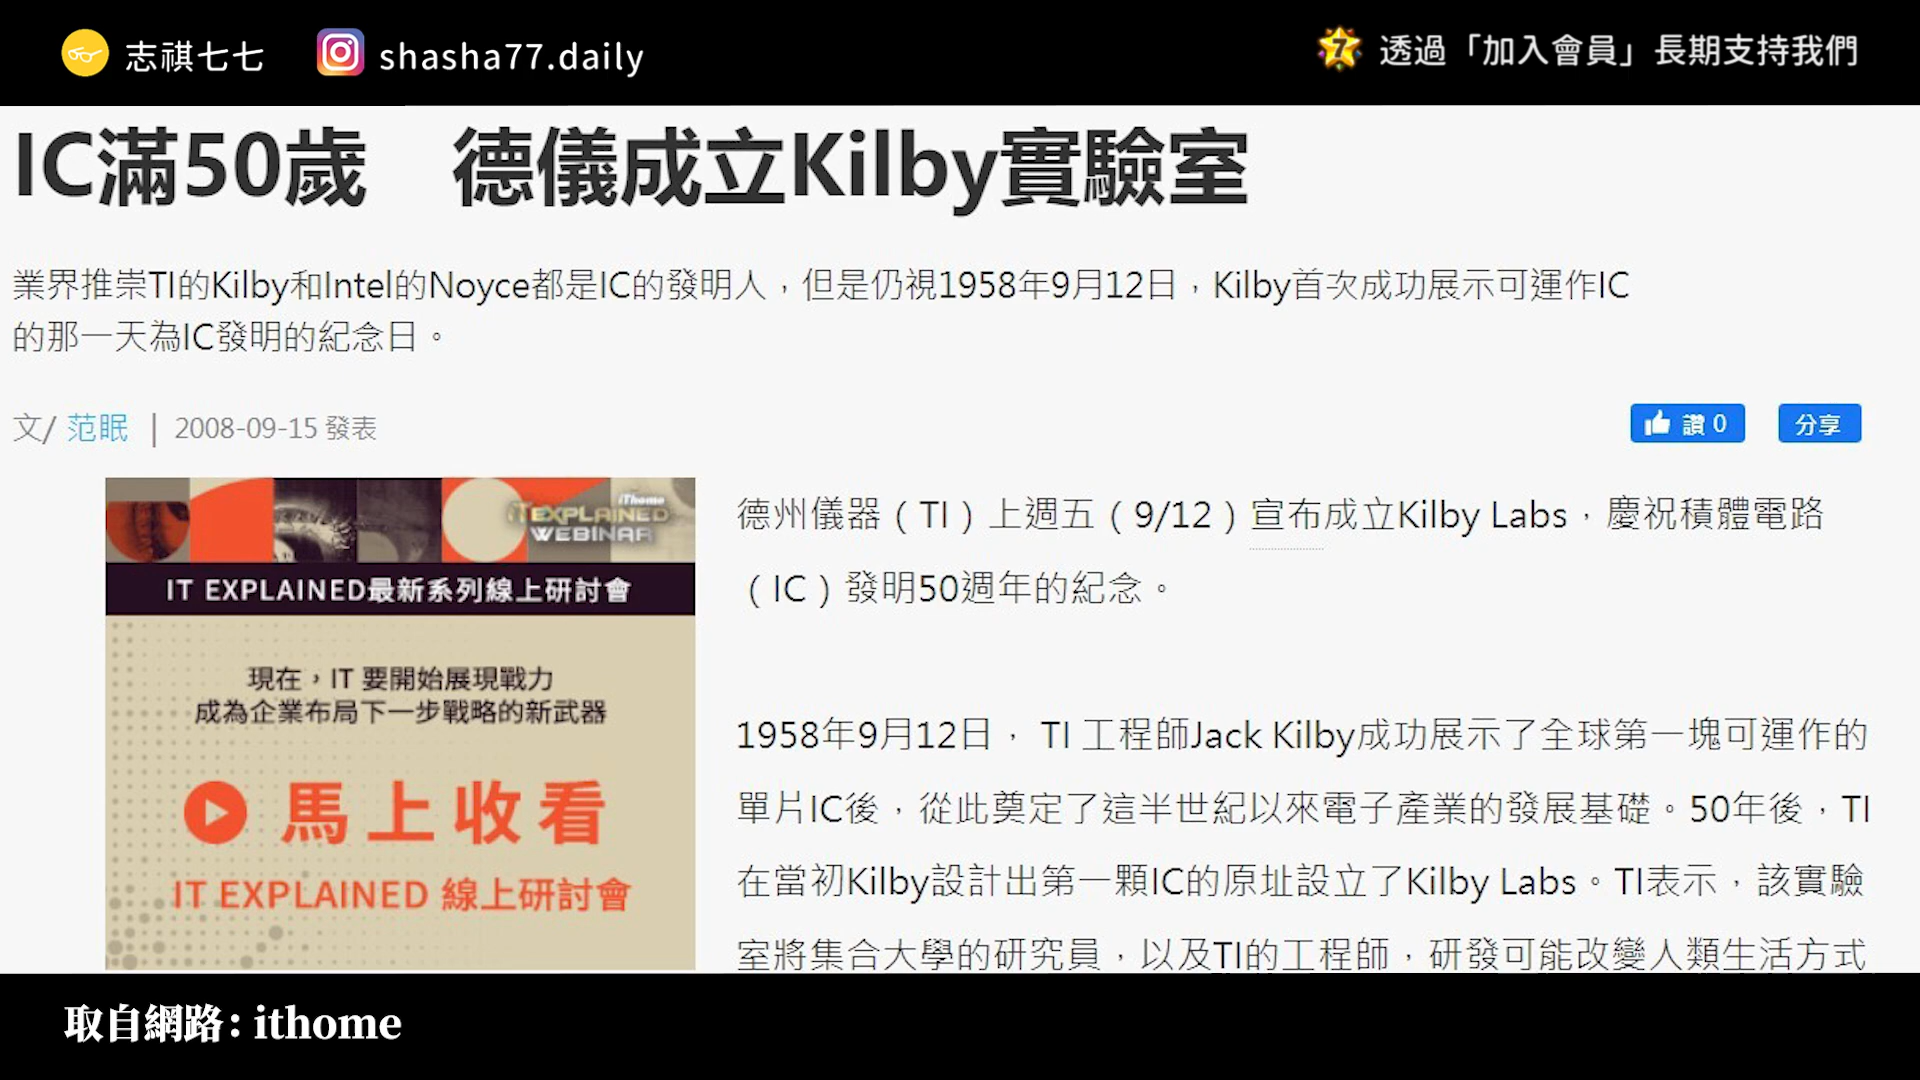 志祺七七
shasha77.daily
7
透過「加入會員」長期支持我們
IC滿50歲　德儀成立Kilby實驗室
業界推崇TI的Kilby和Intel的Noyce都是IC的發明人，但是仍視1958年9月12日，Kilby首次成功展示可運作IC
的那一天為IC發明的紀念日。
文/ 范眠 | 2008-09-15 發表
讚 0
分享
iThome
IT EXPLAINED
WEBINAR
IT EXPLAINED最新系列線上研討會
現在，IT 要開始展現戰力
成為企業布局下一步戰略的新武器
馬上收看
IT EXPLAINED 線上研討會
德州儀器（TI）上週五（9/12）宣布成立Kilby Labs，慶祝積體電路
（IC）發明50週年的紀念。
1958年9月12日， TI 工程師Jack Kilby成功展示了全球第一塊可運作的
單片IC後，從此奠定了這半世紀以來電子產業的發展基礎。50年後，TI
在當初Kilby設計出第一顆IC的原址設立了Kilby Labs。TI表示，該實驗
室將集合大學的研究員，以及TI的工程師，研發可能改變人類生活方式
取自網路：ithome